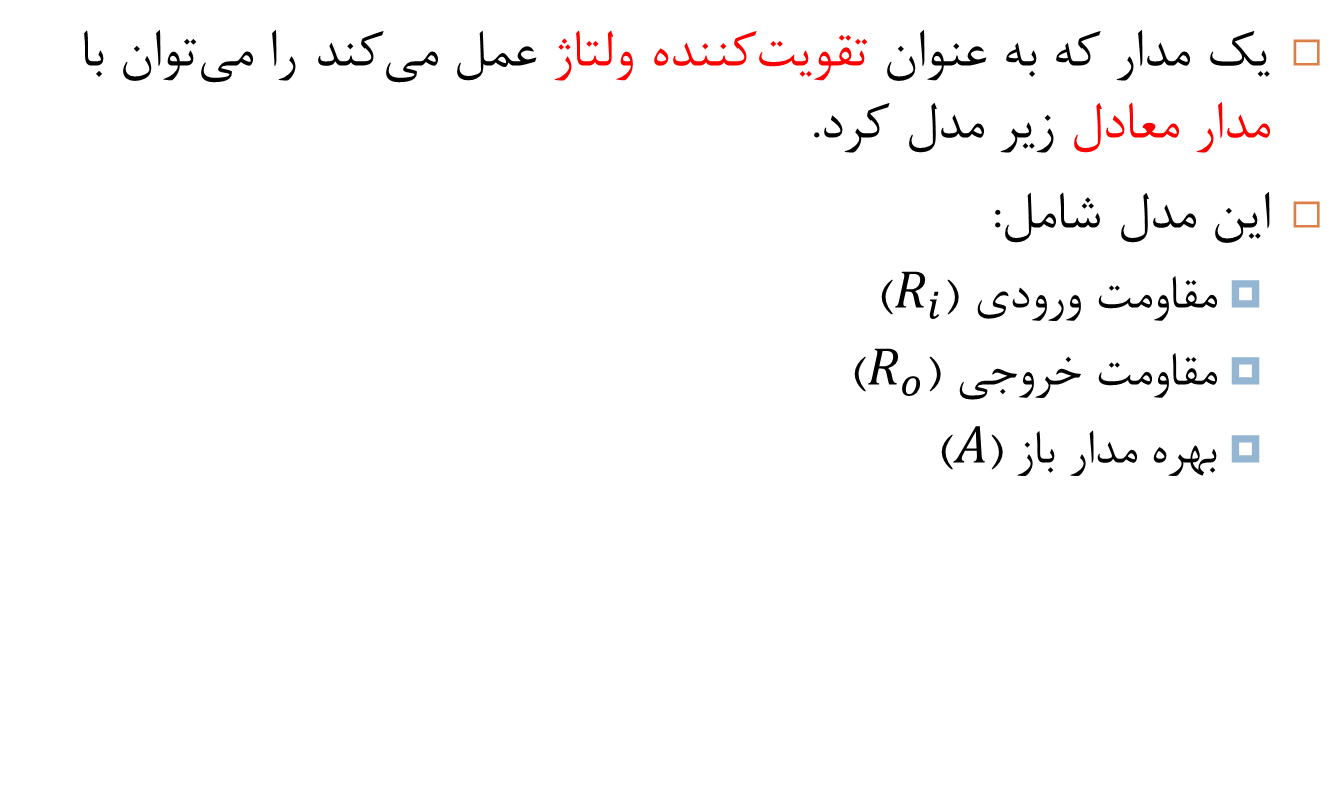 یک مدار که به عنوان تقویت‌کننده ولتاژ عمل می‌کند را می‌توان با
مدار معادل زیر مدل کرد.
این مدل شامل:
مقاومت ورودی (R_i)
مقاومت خروجی (R_o)
بهره مدار باز (A)